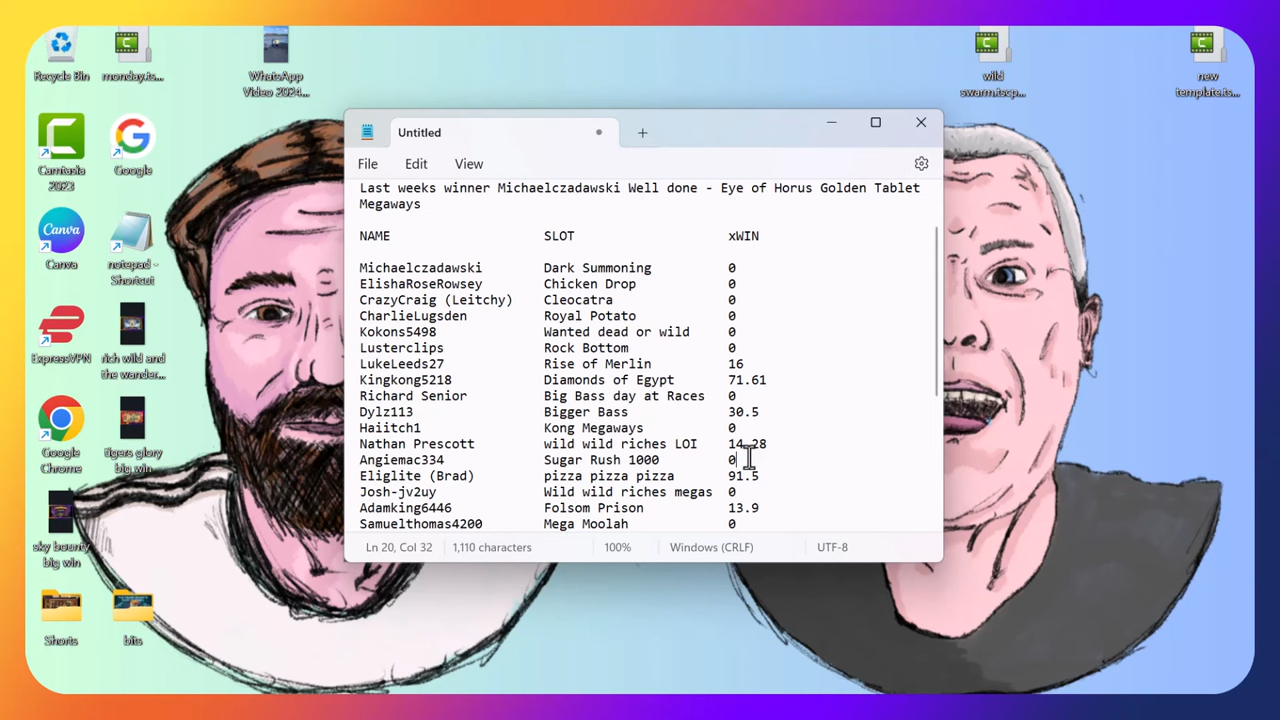 Recycle Bin
monday.ts...
WhatsApp
Video 2024...
wild
swarm.tscp...
new
template.ts...
Camtasia
2023
Google
Canva
notepad -
Shortcut
ExpressVPN
rich wild and
the wander...
Google
Chrome
tigers glory
big win
sky bounty
big win
Shorts
bits
Untitled
File Edit View
Last weeks winner Michaelczadawski Well done - Eye of Horus Golden Tablet
Megaways
NAME SLOT xWIN
Michaelczadawski Dark Summoning 0
ElishaRoseRowsey Chicken Drop 0
CrazyCraig (Leitchy) Cleocatra 0
CharlieLugsden Royal Potato 0
Kokons5498 Wanted dead or wild 0
Lusterclips Rock Bottom 0
LukeLeeds27 Rise of Merlin 16
Kingkong5218 Diamonds of Egypt 71.61
Richard Senior Big Bass day at Races 0
Dylz113 Bigger Bass 30.5
Haiitch1 Kong Megaways 0
Nathan Prescott wild wild riches LOI 14.28
Angiemac334 Sugar Rush 1000 0
Eliglite (Brad) pizza pizza pizza 91.5
Josh-jv2uy Wild wild riches megas 0
Adamking6446 Folsom Prison 13.9
Samuelthomas4200 Mega Moolah 0
Ln 20, Col 32 1,110 characters 100% Windows (CRLF) UTF-8